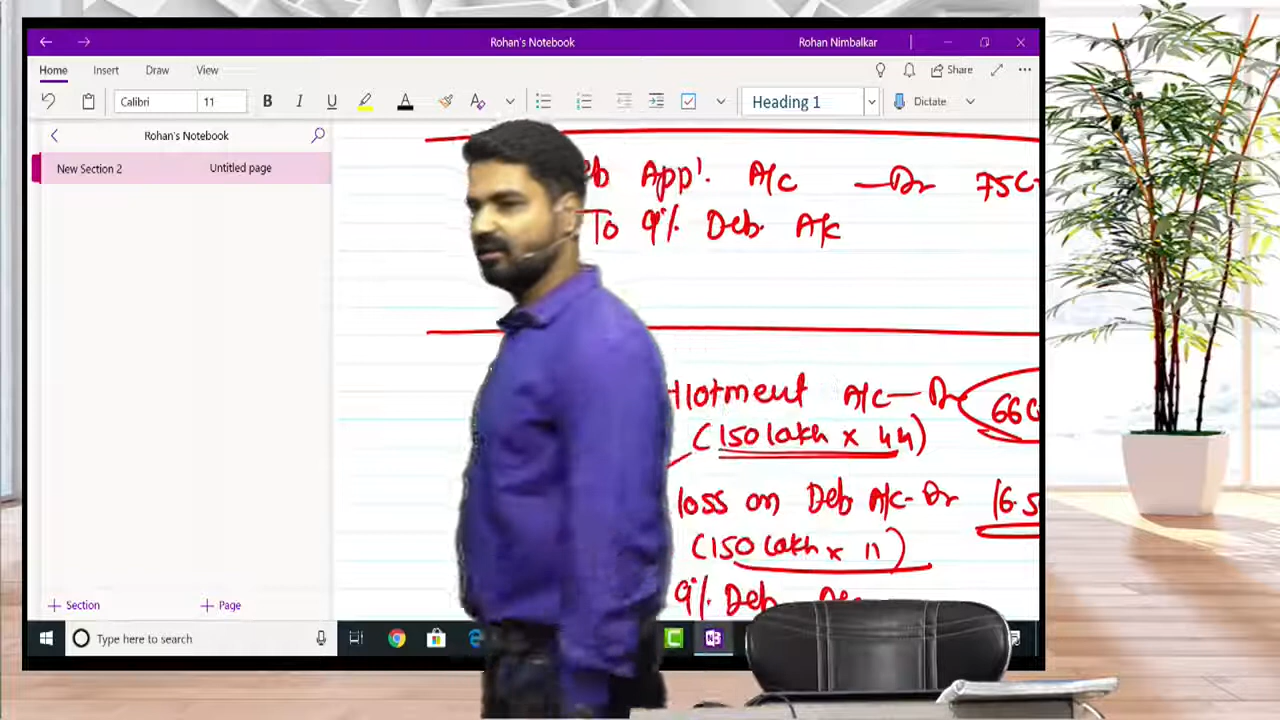 Rohan's Notebook Rohan Nimbalkar
Home Insert Draw View Share
Calibri 11 B I U A Heading 1 Dictate
Rohan's Notebook
New Section 2 Untitled page
App'. A/c — Dr
To 9% Deb. A/c
A/c — Dr
(150 lakh x 44)
loss on Deb A/c - Dr
(150 lakh x 11)
9% Deb
+ Section + Page
Type here to search